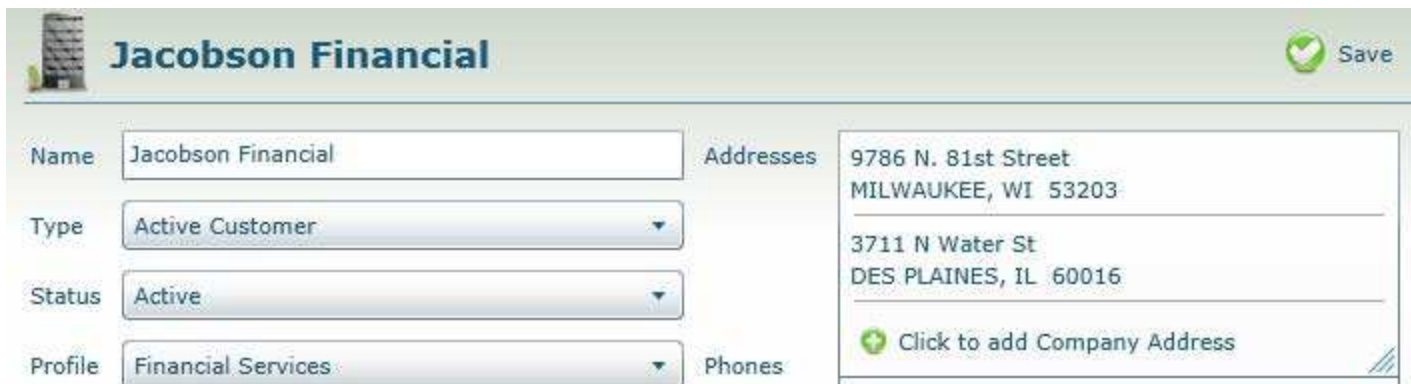 Jacobson Financial
Save
Name
Jacobson Financial
Type
Active Customer
Status
Active
Profile
Financial Services
Addresses
9786 N. 81st Street
MILWAUKEE, WI  53203
3711 N Water St
DES PLAINES, IL  60016
Click to add Company Address
Phones